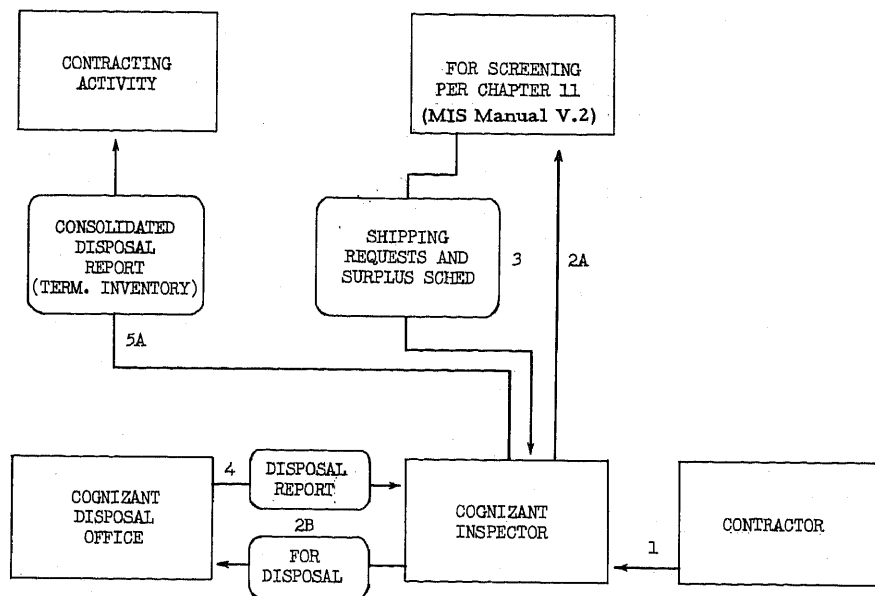 CONTRACTING
ACTIVITY
FOR SCREENING
PER CHAPTER 11
(MIS Manual V.2)
CONSOLIDATED
DISPOSAL
REPORT
(TERM. INVENTORY)
SHIPPING
REQUESTS AND
SURPLUS SCHED
3
2A
5A
4
DISPOSAL
REPORT
COGNIZANT
DISPOSAL
OFFICE
2B
FOR
DISPOSAL
COGNIZANT
INSPECTOR
1
CONTRACTOR